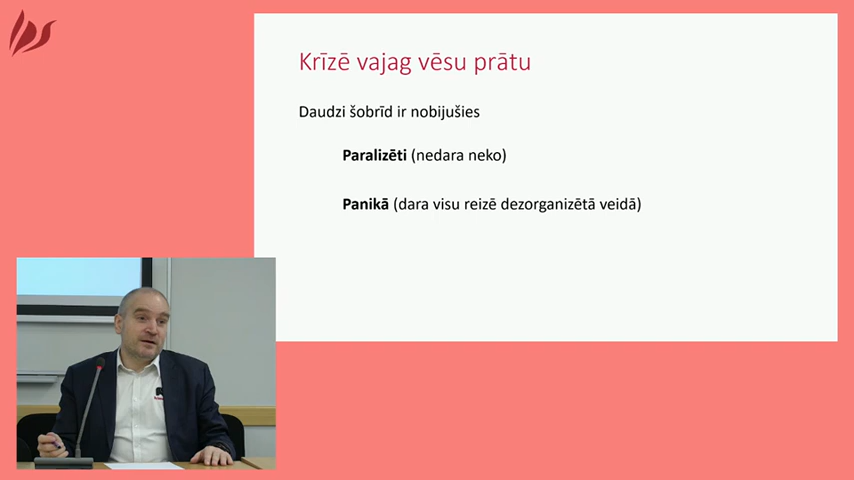 Krīzē vajag vēsu prātu
Daudzi šobrīd ir nobijušies
Paralizēti (nedara neko)
Panikā (dara visu reizē dezorganizētā veidā)